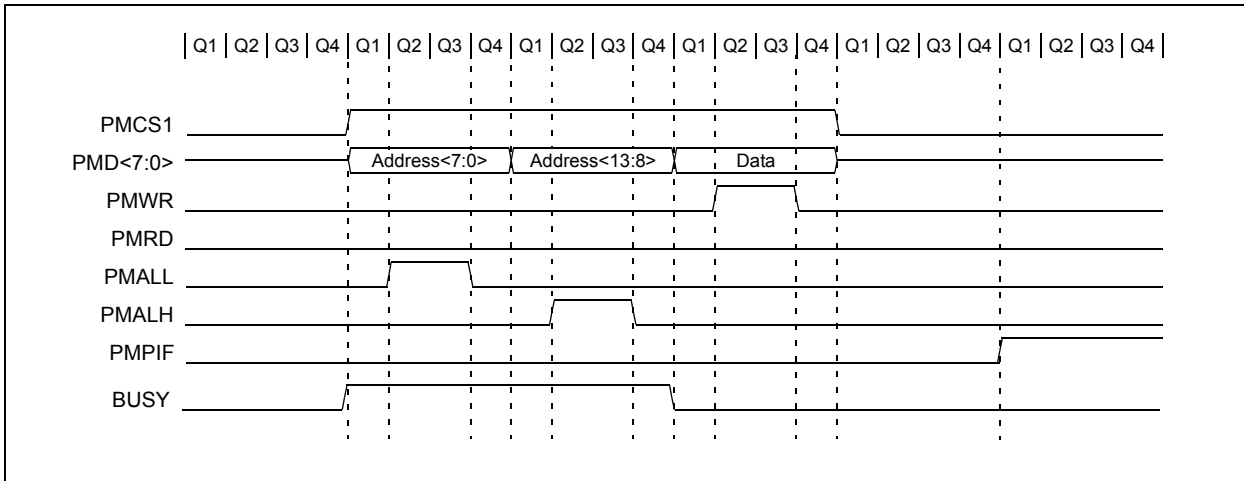 Q1 Q2 Q3 Q4 Q1 Q2 Q3 Q4 Q1 Q2 Q3 Q4 Q1 Q2 Q3 Q4 Q1 Q2 Q3 Q4 Q1 Q2 Q3 Q4
PMCS1
PMD<7:0> Address<7:0> Address<13:8> Data
PMWR
PMRD
PMALL
PMALH
PMPIF
BUSY